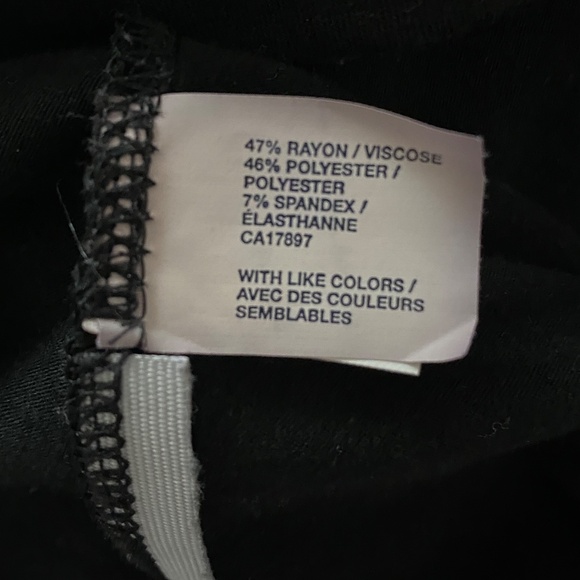 47% RAYON / VISCOSE
46% POLYESTER /
POLYESTER
7% SPANDEX /
ÉLASTHANNE
CA17897
WITH LIKE COLORS /
AVEC DES COULEURS
SEMBLABLES